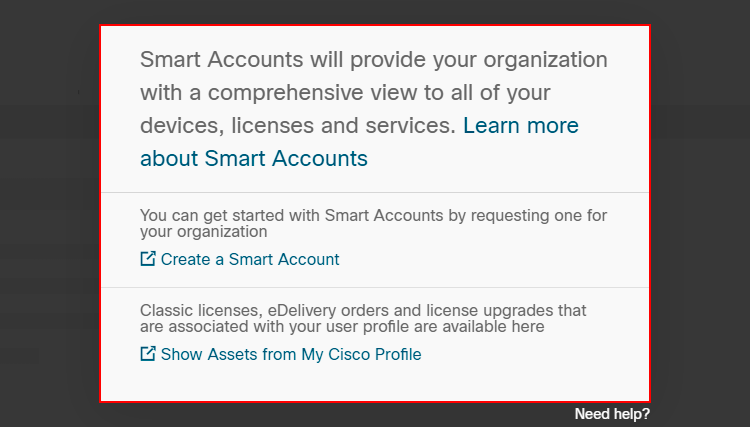 Smart Accounts will provide your organization
with a comprehensive view to all of your
devices, licenses and services. Learn more
about Smart Accounts
You can get started with Smart Accounts by requesting one for
your organization
Create a Smart Account
Classic licenses, eDelivery orders and license upgrades that
are associated with your user profile are available here
Show Assets from My Cisco Profile
Need help?